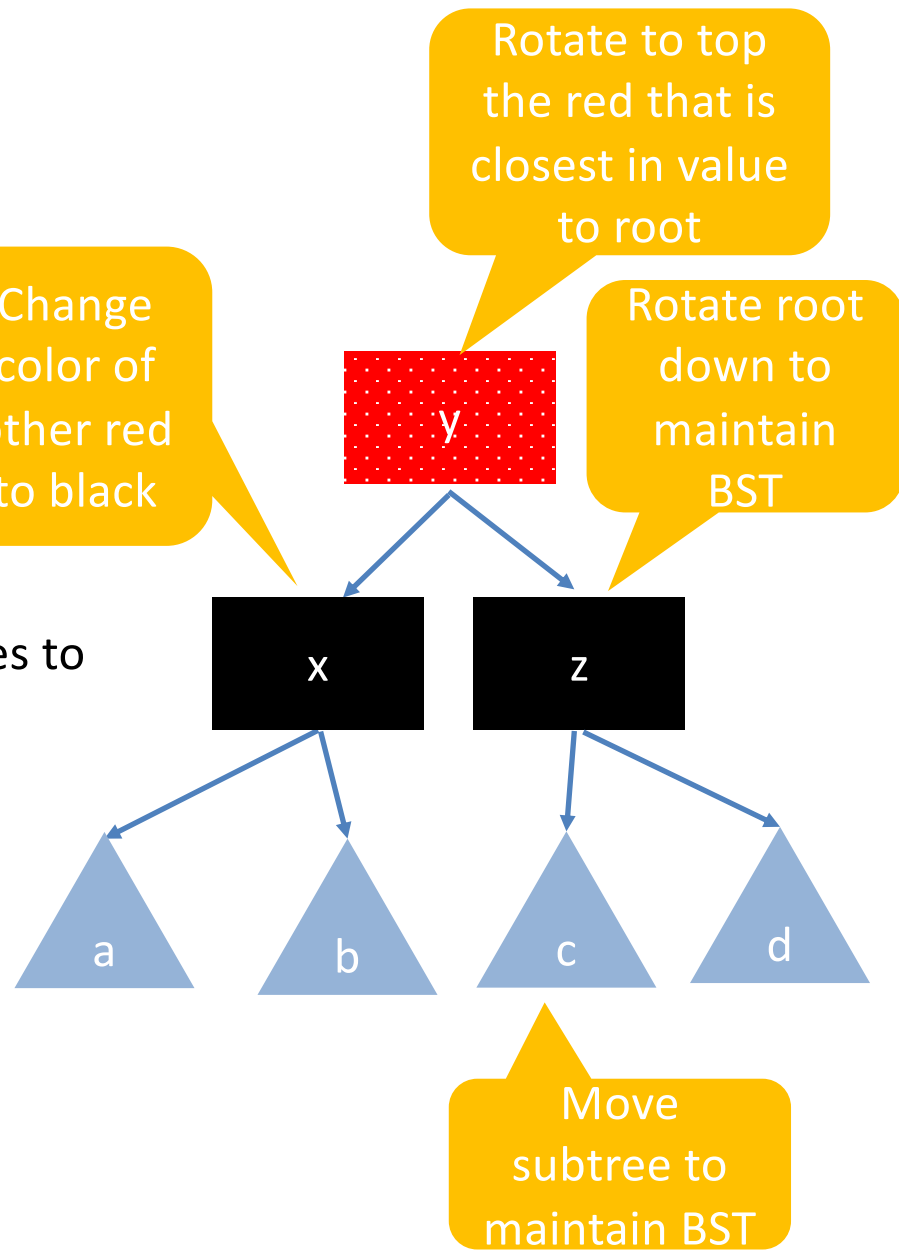 Rotate to top
the red that is
closest in value
to root
Change
color of
other red
to black
Rotate root
down to
maintain
BST
y
es to
x
z
a
b
c
d
Move
subtree to
maintain BST